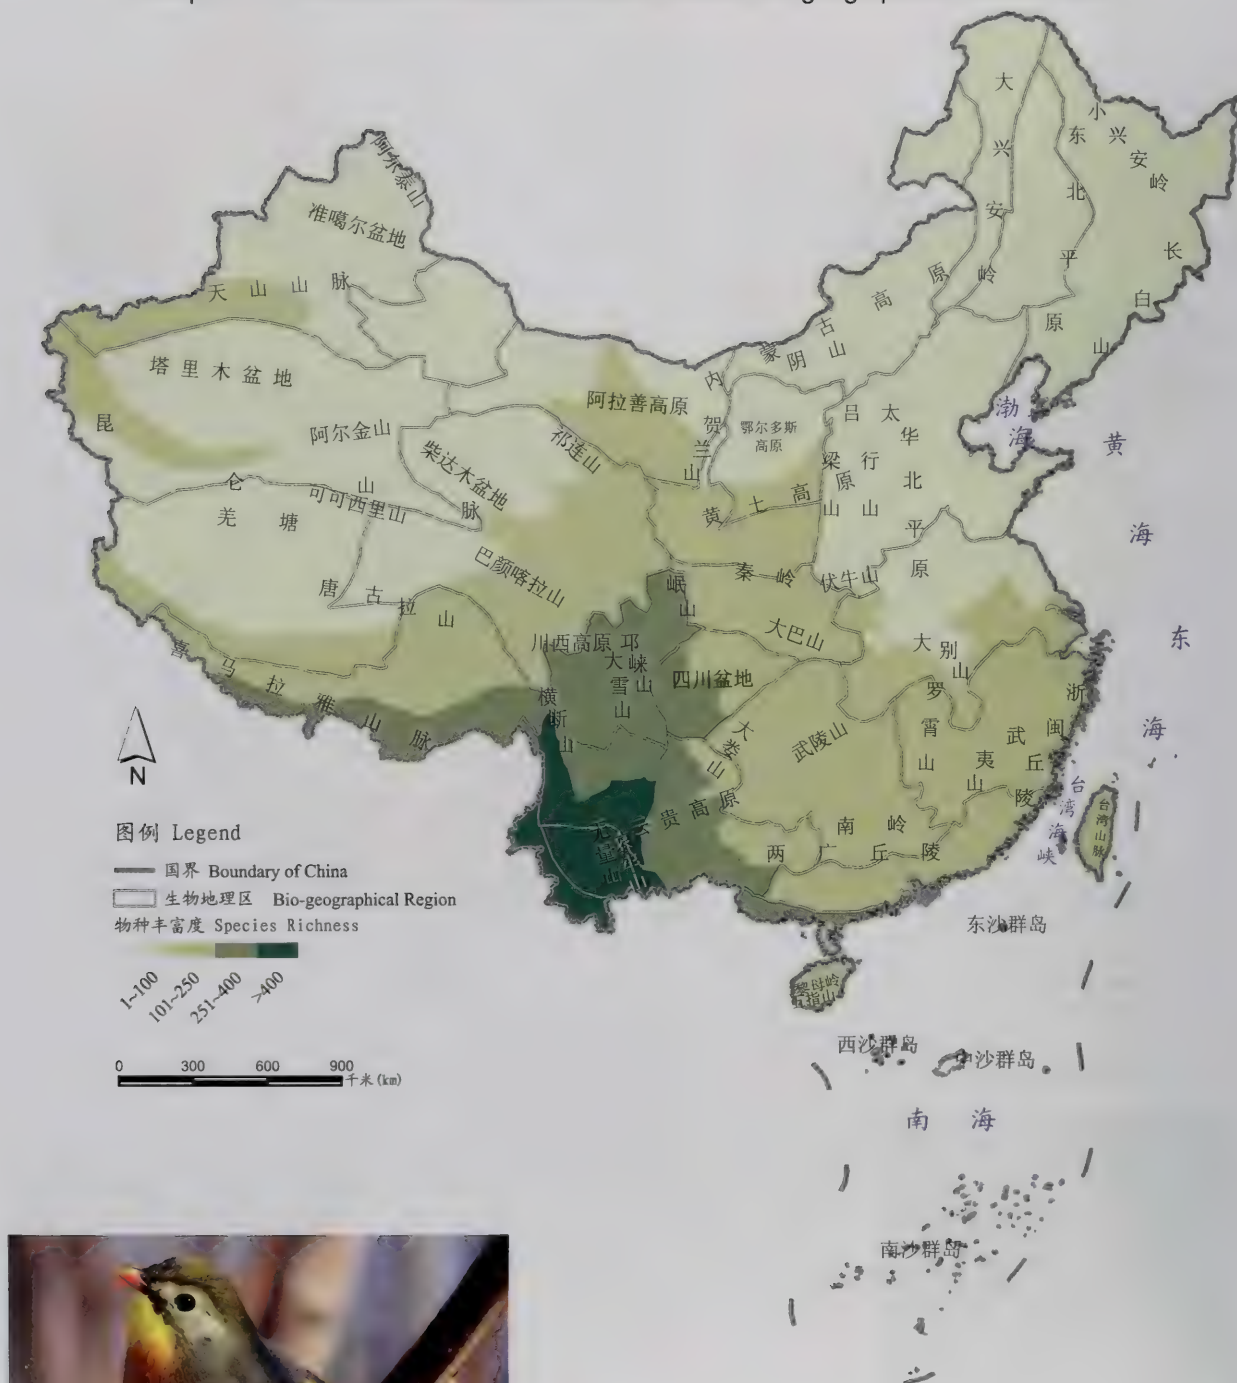 大兴安岭
小兴安岭
东北平原
长白山
阿尔泰山
准噶尔盆地
天山山脉
塔里木盆地
昆仑山脉
阿尔金山
柴达木盆地
祁连山
阿拉善高原
内蒙古高原
阴山
贺兰山
鄂尔多斯
高原
吕梁山
太行山
华北平原
渤海
黄海
羌塘
可可西里山
黄土高原
巴颜喀拉山
唐古拉山
秦岭
伏牛山
岷山
大巴山
川西高原
邛崃山
大雪山
四川盆地
大别山
东海
喜马拉雅山脉
横断山
大娄山
武陵山
罗霄山
武夷山
浙闽丘陵
云贵高原
无量山
南岭
两广丘陵
台湾海峡
台湾山脉
N
图例 Legend
国界 Boundary of China
生物地理区 Bio-geographical Region
物种丰富度 Species Richness
1~100
101~250
251~400
>400
0 300 600 900
千米(km)
东沙群岛
黎母岭
五指山
西沙群岛
中沙群岛
南海
南沙群岛